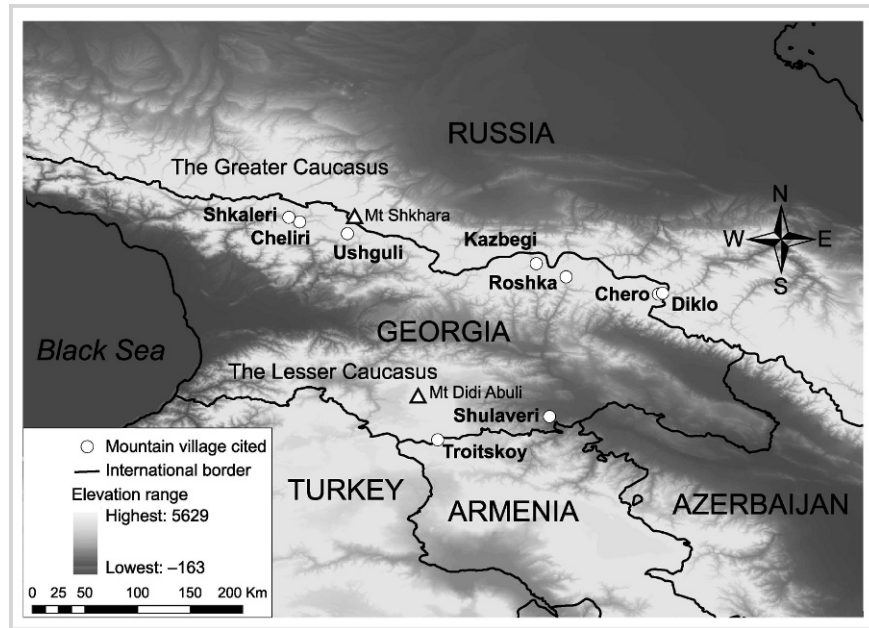 RUSSIA
The Greater Caucasus
N
Shkaleri
Mt Shkhara
Cheliri
Ushguli
Kazbegi
W
E
Roshka
S
Chero
Diklo
GEORGIA
Black Sea
The Lesser Caucasus
Mt Didi Abuli
Shulaveri
Troitskoy
Mountain village cited
International border
Elevation range
Highest: 5629
Lowest: –163
TURKEY
ARMENIA
AZERBAIJAN
0 25 50 100 150 200 Km